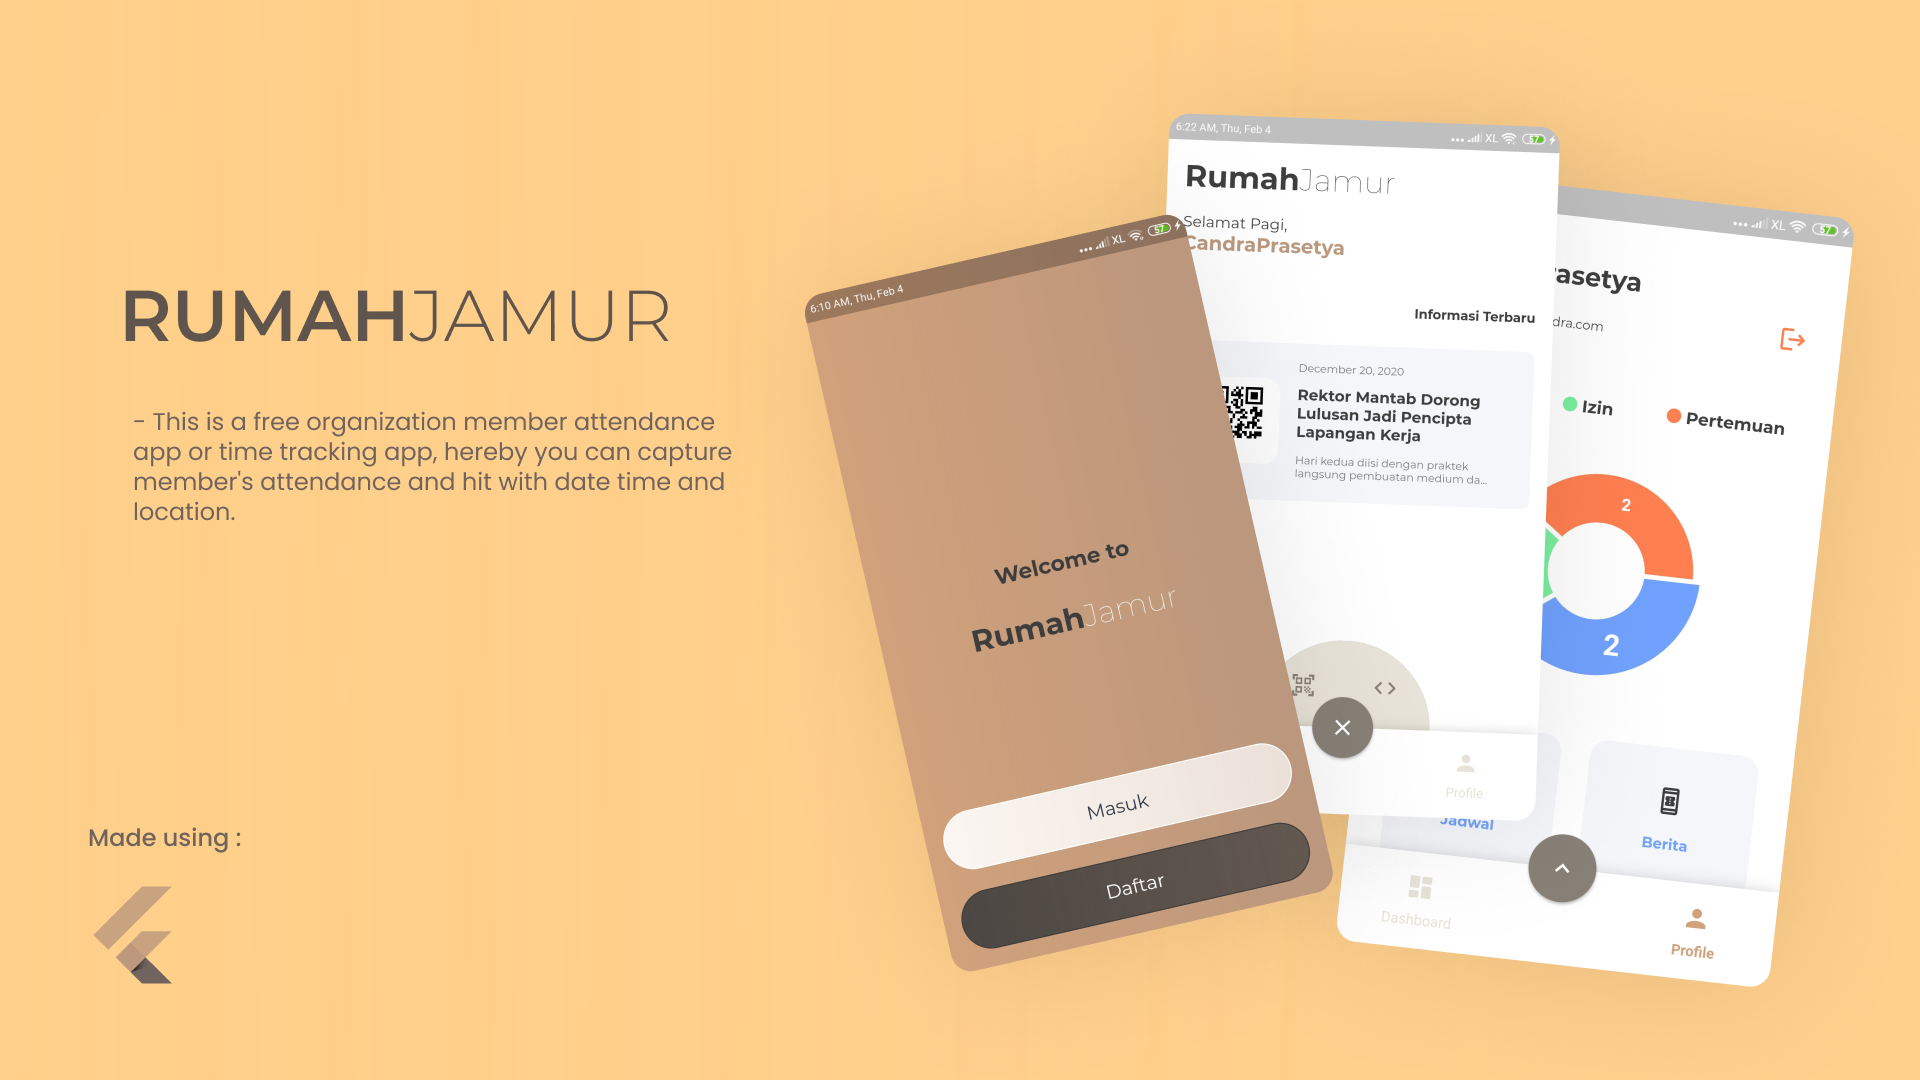 RUMAHJAMUR
- This is a free organization member attendance
app or time tracking app, hereby you can capture
member's attendance and hit with date time and
location.
Made using :
6:10 AM, Thu, Feb 4
XL
57
Welcome to
RumahJamur
Masuk
Daftar
6:22 AM, Thu, Feb 4
XL
57
RumahJamur
Selamat Pagi,
CandraPrasetya
Informasi Terbaru
December 20, 2020
Rektor Mantab Dorong
Lulusan Jadi Pencipta
Lapangan Kerja
Hari kedua diisi dengan praktek
langsung pembuatan medium da...
Profile
XL
57
rasetya
dra.com
Izin
Pertemuan
2
2
Jadwal
Berita
Dashboard
Profile